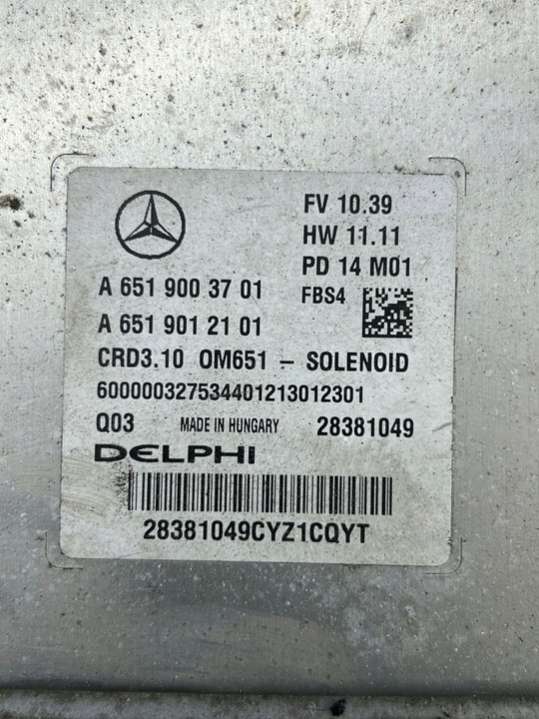 FV 10.39
HW 11.11
PD 14 M01
A 651 900 37 01
FBS4
A 651 901 21 01
CRD3.10 OM651 - SOLENOID
600000327534401213012301
Q03 MADE IN HUNGARY 28381049
DELPHI
28381049CYZ1CQYT